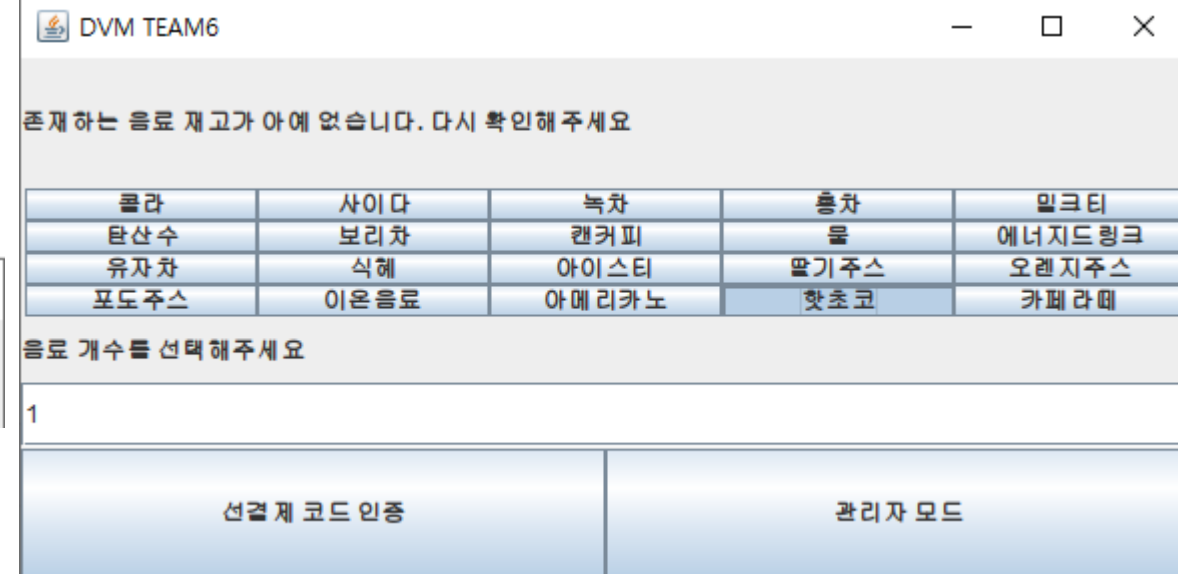 DVM TEAM6
존재하는 음료 재고가 아예 없습니다. 다시 확인해주세요
콜라 사이다 녹차 홍차 밀크티
탄산수 보리차 캔커피 물 에너지드링크
유자차 식혜 아이스티 딸기주스 오렌지주스
포도주스 이온음료 아메리카노 핫초코 카페라떼
음료 개수를 선택해주세요
1
선결제 코드 인증 관리자 모드